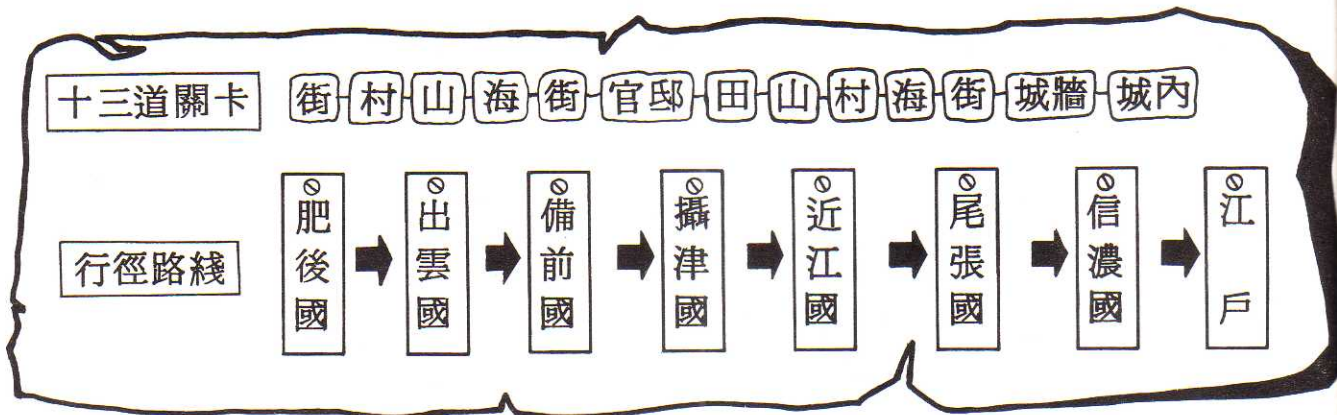 十三道關卡 街-村-山-海-街-官邸-田-山-村-海-街-城牆-城內
行徑路綫 肥後國 ➡ 出雲國 ➡ 備前國 ➡ 攝津國 ➡ 近江國 ➡ 尾張國 ➡ 信濃國 ➡ 江戶